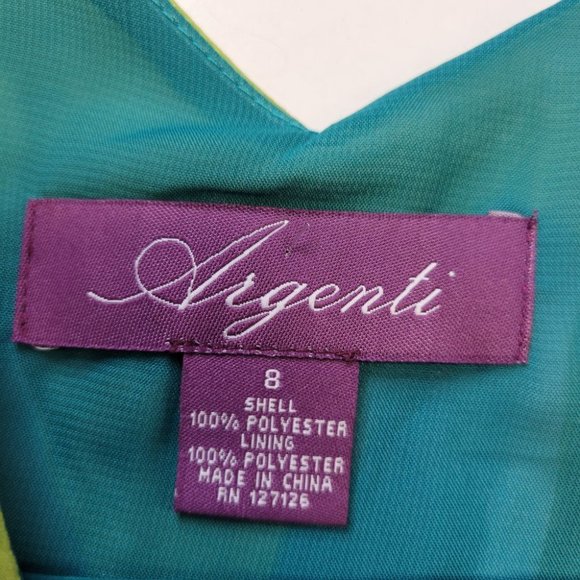 Argenti
8
SHELL
100% POLYESTER
LINING
100% POLYESTER
MADE IN CHINA
RN 127126